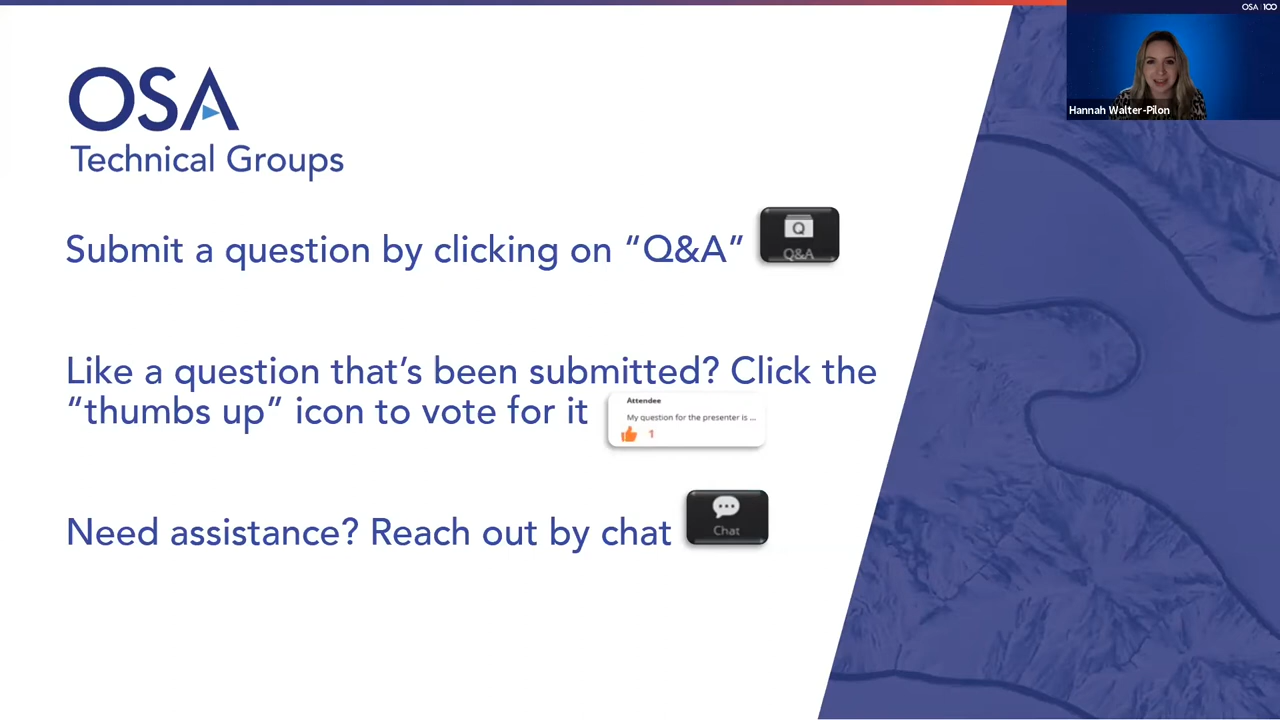 OSA | 100
Hannah Walter-Pilon
OSA
Technical Groups
Submit a question by clicking on “Q&A”
Q
Q&A
Like a question that’s been submitted? Click the
“thumbs up” icon to vote for it
Attendee
My question for the presenter is ...
1
Need assistance? Reach out by chat
Chat